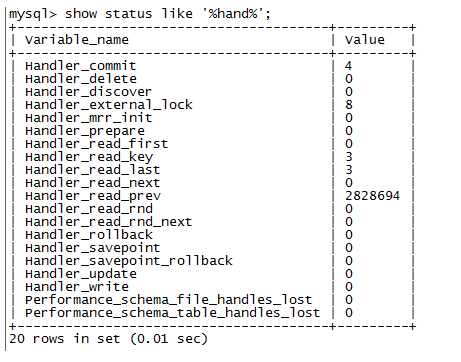 mysql> show status like '%hand%';
+----------------------------------------+---------+
| Variable_name | Value |
+----------------------------------------+---------+
| Handler_commit | 4 |
| Handler_delete | 0 |
| Handler_discover | 0 |
| Handler_external_lock | 8 |
| Handler_mrr_init | 0 |
| Handler_prepare | 0 |
| Handler_read_first | 0 |
| Handler_read_key | 3 |
| Handler_read_last | 3 |
| Handler_read_next | 0 |
| Handler_read_prev | 2828694 |
| Handler_read_rnd | 0 |
| Handler_read_rnd_next | 0 |
| Handler_rollback | 0 |
| Handler_savepoint | 0 |
| Handler_savepoint_rollback | 0 |
| Handler_update | 0 |
| Handler_write | 0 |
| Performance_schema_file_handles_lost | 0 |
| Performance_schema_table_handles_lost | 0 |
+----------------------------------------+---------+
20 rows in set (0.01 sec)